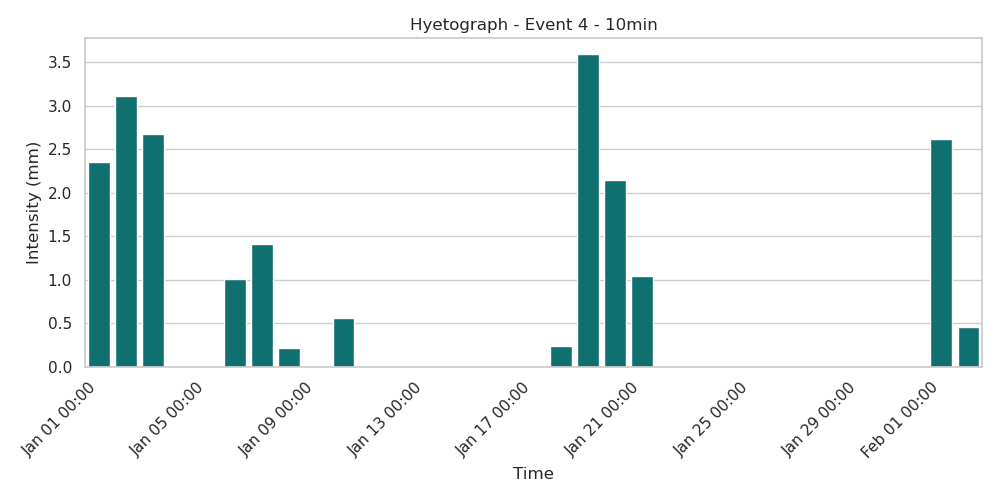 Hyetograph - Event 4 - 10min
Intensity (mm)
3.5
3.0
2.5
2.0
1.5
1.0
0.5
0.0
Jan 01 00:00
Jan 05 00:00
Jan 09 00:00
Jan 13 00:00
Jan 17 00:00
Jan 21 00:00
Jan 25 00:00
Jan 29 00:00
Feb 01 00:00
Time